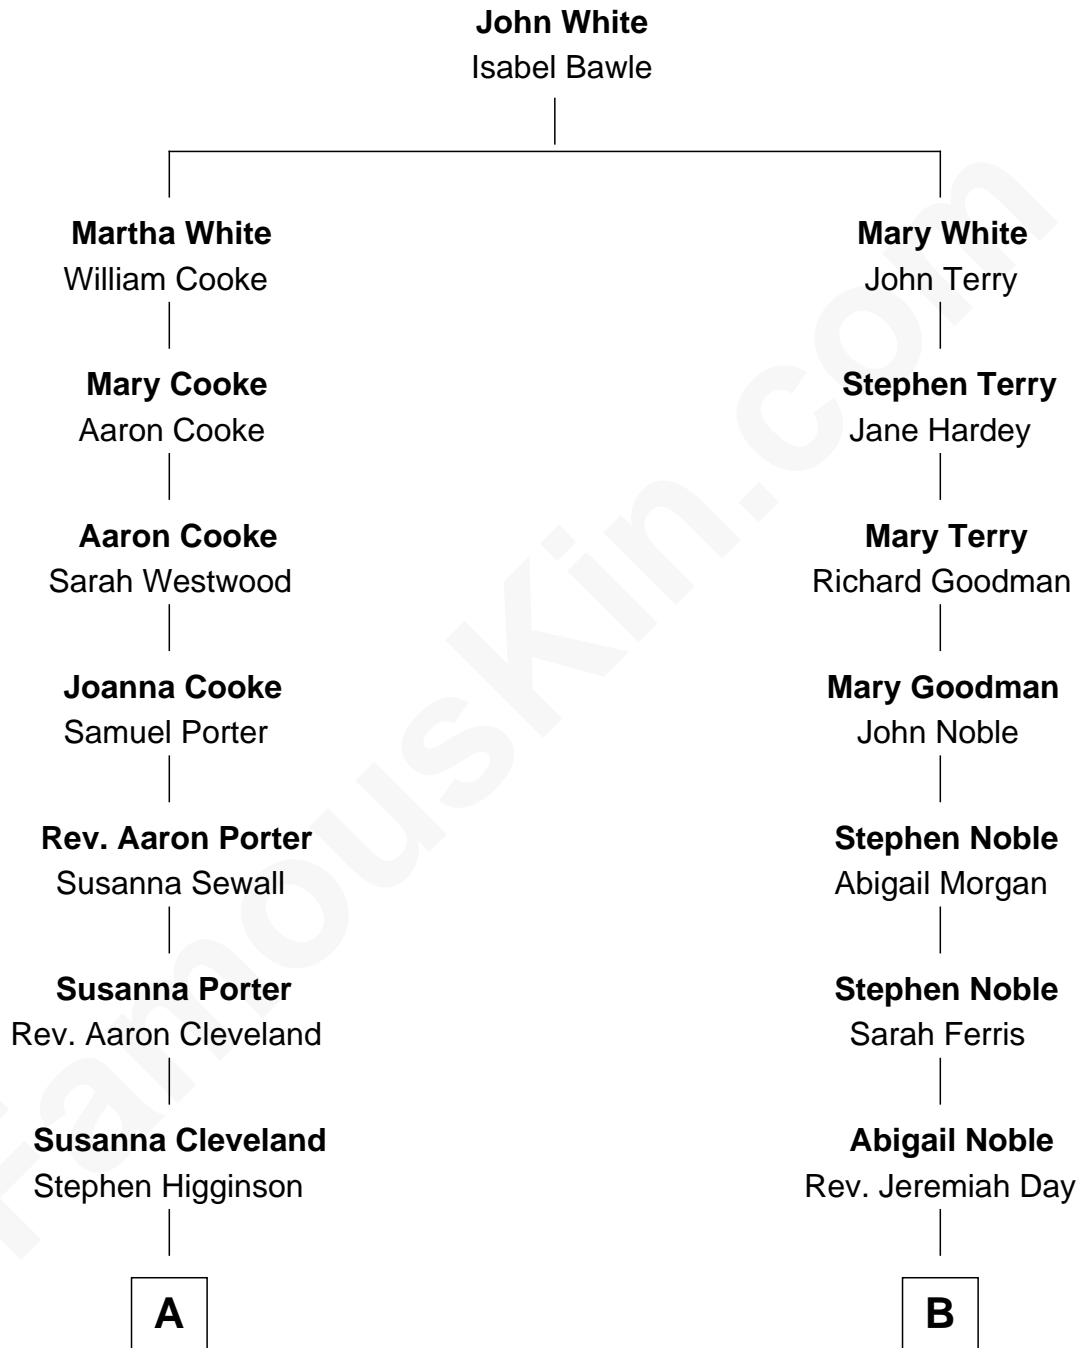 John White
Isabel Bawle
Martha White
William Cooke
Mary Cooke
Aaron Cooke
Aaron Cooke
Sarah Westwood
Joanna Cooke
Samuel Porter
Rev. Aaron Porter
Susanna Sewall
Susanna Porter
Rev. Aaron Cleveland
Susanna Cleveland
Stephen Higginson
A
Mary White
John Terry
Stephen Terry
Jane Hardey
Mary Terry
Richard Goodman
Mary Goodman
John Noble
Stephen Noble
Abigail Morgan
Stephen Noble
Sarah Ferris
Abigail Noble
Rev. Jeremiah Day
B
FamousKin.com